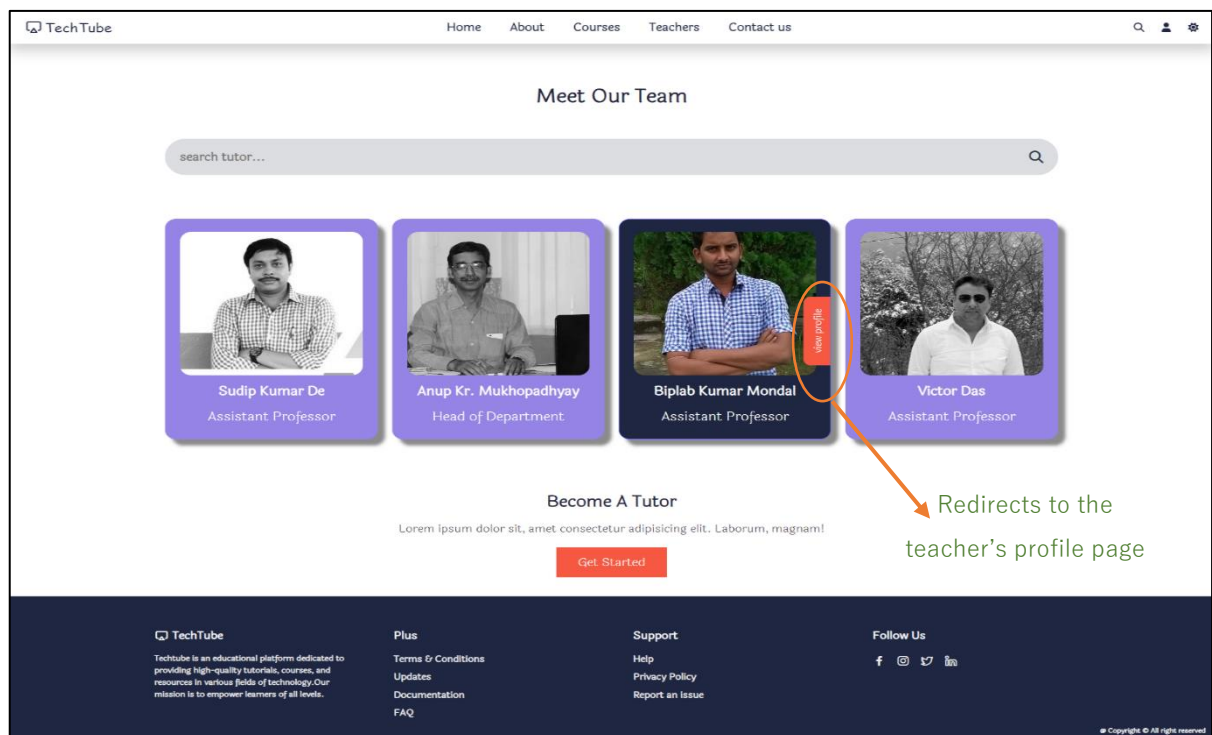 TechTube
Home About Courses Teachers Contact us
Meet Our Team
search tutor...
view profile
Sudip Kumar De
Assistant Professor
Anup Kr. Mukhopadhyay
Head of Department
Biplab Kumar Mondal
Assistant Professor
Victor Das
Assistant Professor
Redirects to the
teacher’s profile page
Become A Tutor
Lorem ipsum dolor sit, amet consectetur adipisicing elit. Laborum, magnam!
Get Started
TechTube
Techtube is an educational platform dedicated to
providing high-quality tutorials, courses, and
resources in various fields of technology.Our
mission is to empower learners of all levels.
Plus
Terms & Conditions
Updates
Documentation
FAQ
Support
Help
Privacy Policy
Report an Issue
Follow Us
@ Copyright © All right reserved